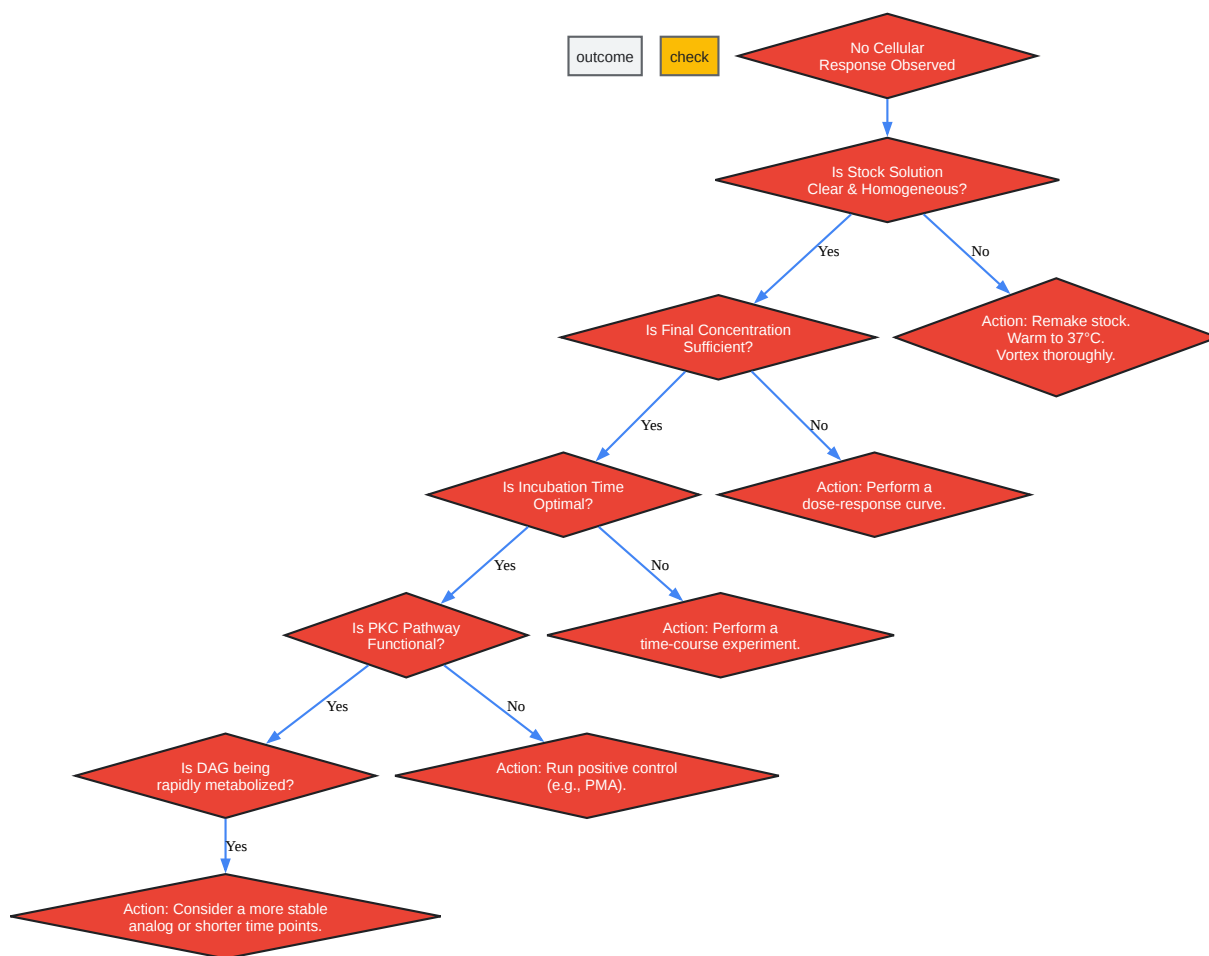 outcome
check
No Cellular
Response Observed
Is Stock Solution
Clear & Homogeneous?
Yes
No
Is Final Concentration
Sufficient?
Action: Remake stock.
Warm to 37°C.
Vortex thoroughly.
Yes
No
Is Incubation Time
Optimal?
Action: Perform a
dose-response curve.
Yes
No
Is PKC Pathway
Functional?
Action: Perform a
time-course experiment.
Yes
No
Is DAG being
rapidly metabolized?
Action: Run positive control
(e.g., PMA).
Yes
Action: Consider a more stable
analog or shorter time points.